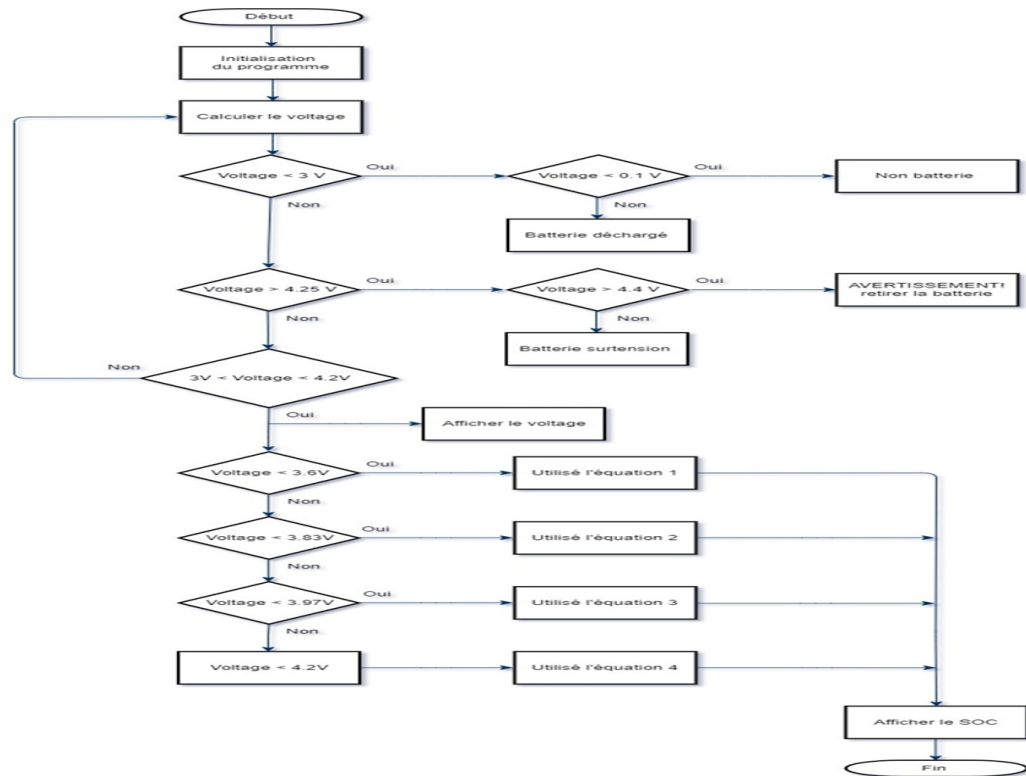 Début
Initialisation
du programme
Calculer le voltage
Voltage < 3 V
Oui
Voltage < 0.1 V
Oui
Non batterie
Non
Non
Batterie déchargé
Voltage > 4.25 V
Oui
Voltage > 4.4 V
Oui
AVERTISSEMENT!
retirer la batterie
Non
Non
Batterie surtension
Non
3V < Voltage < 4.2V
Oui
Afficher le voltage
Voltage < 3.6V
Oui
Utilisé l'équation 1
Non
Voltage < 3.83V
Oui
Utilisé l'équation 2
Non
Voltage < 3.97V
Oui
Utilisé l'équation 3
Non
Voltage < 4.2V
Utilisé l'équation 4
Afficher le SOC
Fin